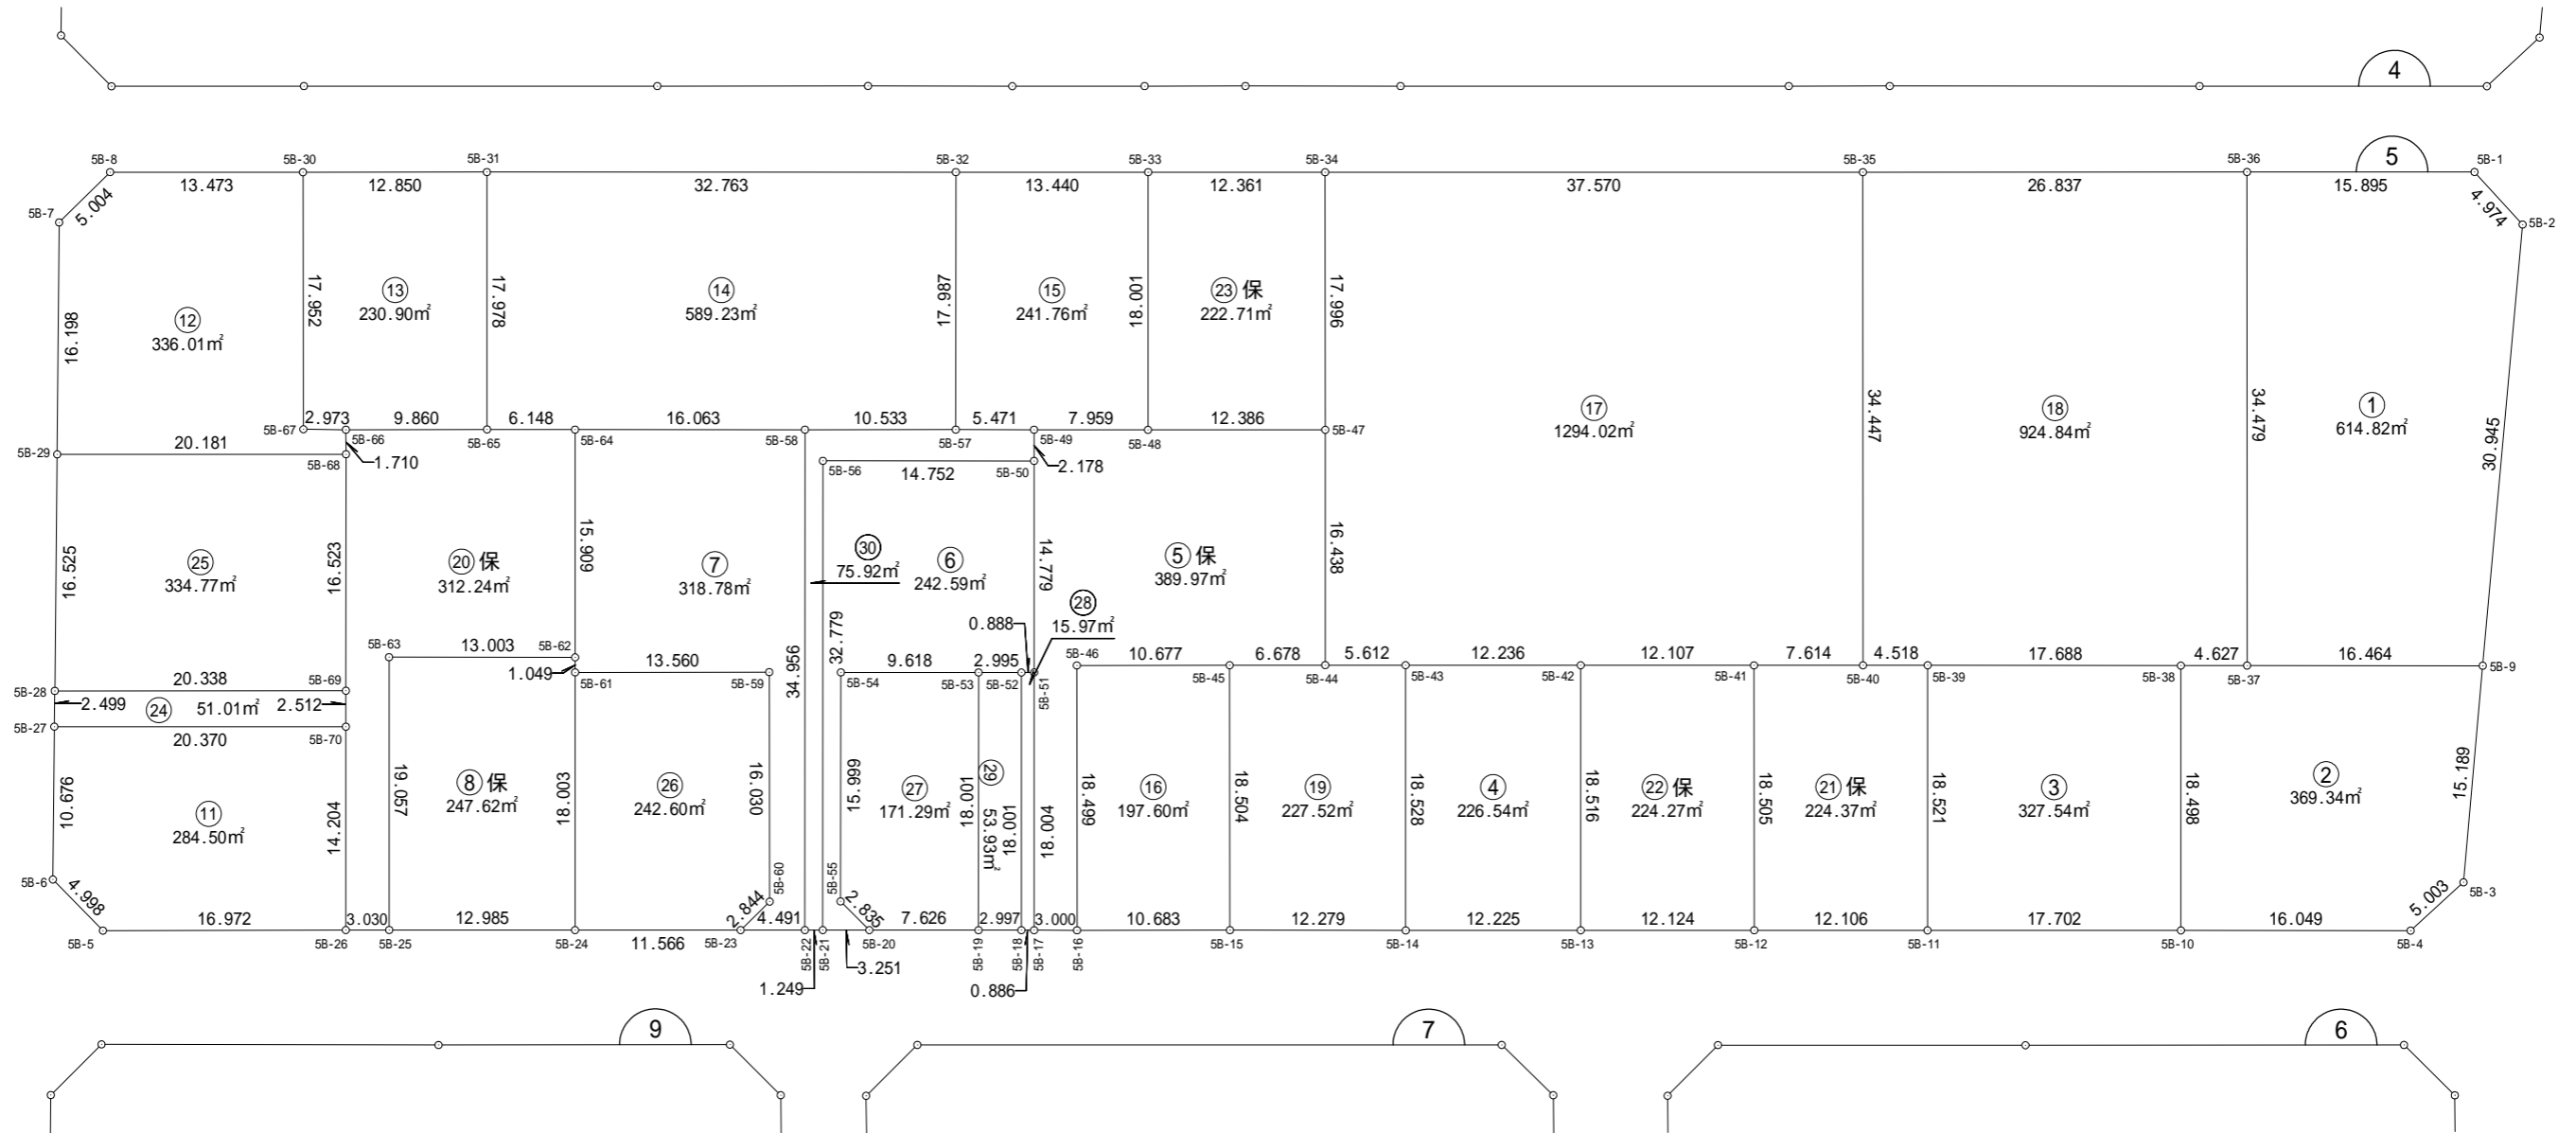 4
5
5B-8
5B-30
5B-31
5B-32
5B-33
5B-34
5B-35
5B-36
5B-1
13.473
12.850
32.763
13.440
12.361
37.570
26.837
15.895
5B-7
5.004
4.974
5B-2
16.198
17.952
17.978
17.987
18.001
17.996
34.447
34.479
30.945
⑫
336.01㎡
⑬
230.90㎡
⑭
589.23㎡
⑮
241.76㎡
㉓ 保
222.71㎡
⑰
1294.02㎡
⑱
924.84㎡
①
614.82㎡
2.973
9.860
6.148
16.063
10.533
5.471
7.959
12.386
5B-67
5B-66
5B-65
5B-64
5B-58
5B-57
5B-49
5B-48
5B-47
5B-29
20.181
5B-68
1.710
5B-56
14.752
5B-50
2.178
16.525
16.523
15.909
14.779
16.438
㉕
334.77㎡
⑳ 保
312.24㎡
⑦
318.78㎡
㉚
75.92㎡
⑥
242.59㎡
⑤ 保
389.97㎡
㉘
15.97㎡
0.888
32.779
34.956
5B-63
13.003
5B-62
1.049
13.560
5B-61
5B-59
9.618
2.995
5B-54
5B-53
5B-52
5B-51
5B-46
10.677
6.678
5.612
12.236
12.107
7.614
4.518
17.688
4.627
16.464
5B-45
5B-44
5B-43
5B-42
5B-41
5B-40
5B-39
5B-38
5B-37
5B-9
5B-28
20.338
5B-69
2.499
㉔
51.01㎡
2.512
5B-27
20.370
5B-70
10.676
14.204
19.057
18.003
16.030
15.999
18.001
18.001
18.004
18.499
18.504
18.528
18.516
18.505
18.521
18.498
15.189
⑪
284.50㎡
⑧ 保
247.62㎡
㉖
242.60㎡
㉗
171.29㎡
㉙
53.93㎡
⑯
197.60㎡
⑲
227.52㎡
④
226.54㎡
㉒ 保
224.27㎡
㉑ 保
224.37㎡
③
327.54㎡
②
369.34㎡
5B-6
4.998
5B-60
5B-55
2.844
2.835
5.003
5B-3
16.972
3.030
12.985
11.566
4.491
7.626
2.997
3.000
10.683
12.279
12.225
12.124
12.106
17.702
16.049
5B-5
5B-26
5B-25
5B-24
5B-23
5B-22
5B-21
5B-20
5B-19
5B-18
5B-17
5B-16
5B-15
5B-14
5B-13
5B-12
5B-11
5B-10
5B-4
3.251
1.249
0.886
9
7
6